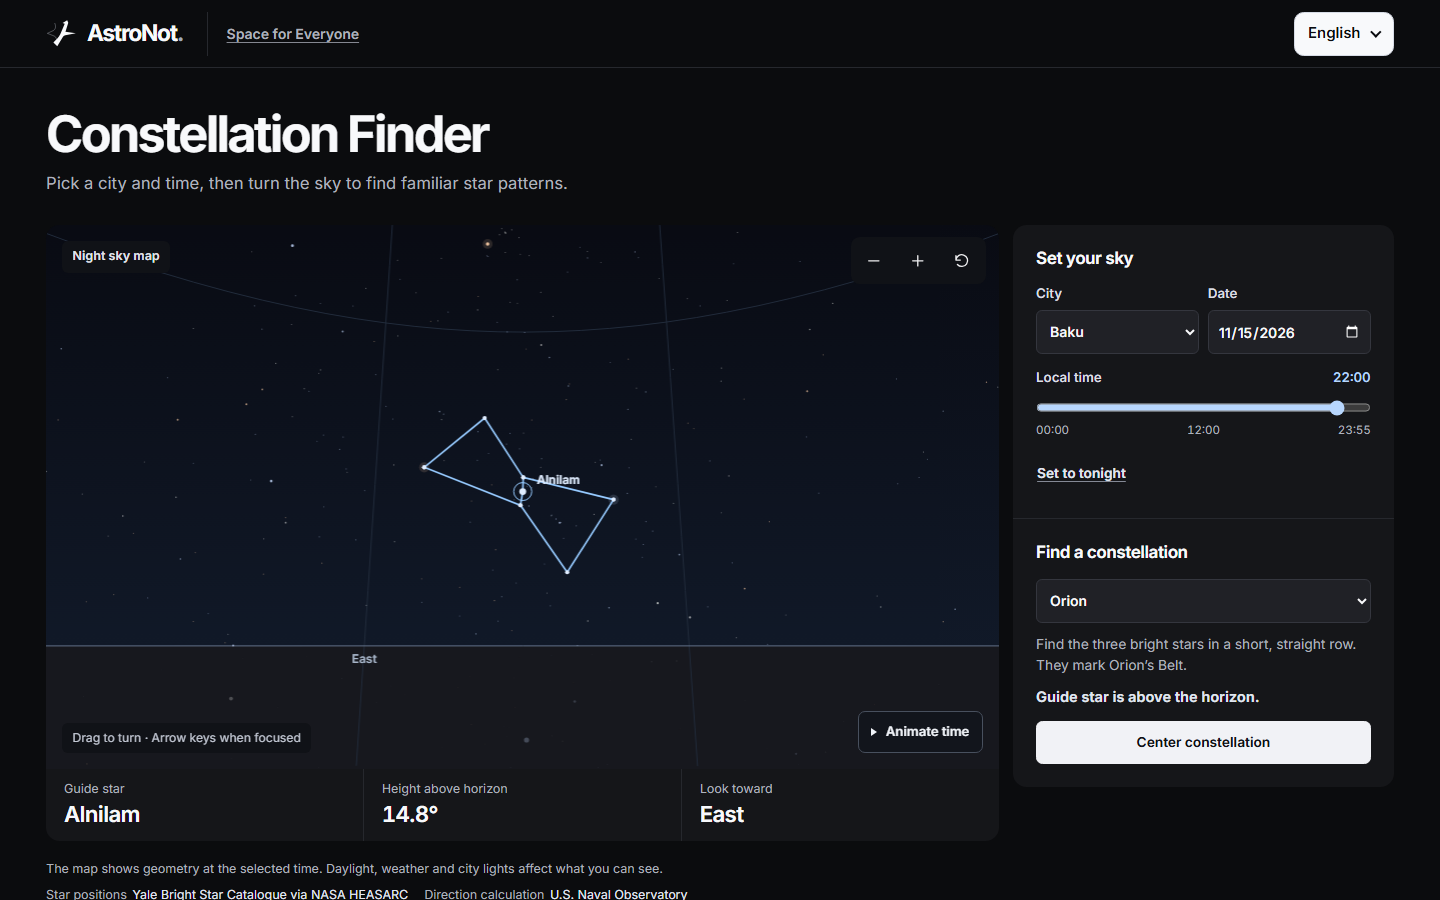 AstroNot.
Space for Everyone
English
Constellation Finder
Pick a city and time, then turn the sky to find familiar star patterns.
Night sky map
Alnilam
East
Drag to turn · Arrow keys when focused
Animate time
Guide star
Alnilam
Height above horizon
14.8°
Look toward
East
Set your sky
City
Date
Baku
11/15/2026
Local time
22:00
00:00
12:00
23:55
Set to tonight
Find a constellation
Orion
Find the three bright stars in a short, straight row.
They mark Orion’s Belt.
Guide star is above the horizon.
Center constellation
The map shows geometry at the selected time. Daylight, weather and city lights affect what you can see.
Star positions Yale Bright Star Catalogue via NASA HEASARC Direction calculation U.S. Naval Observatory